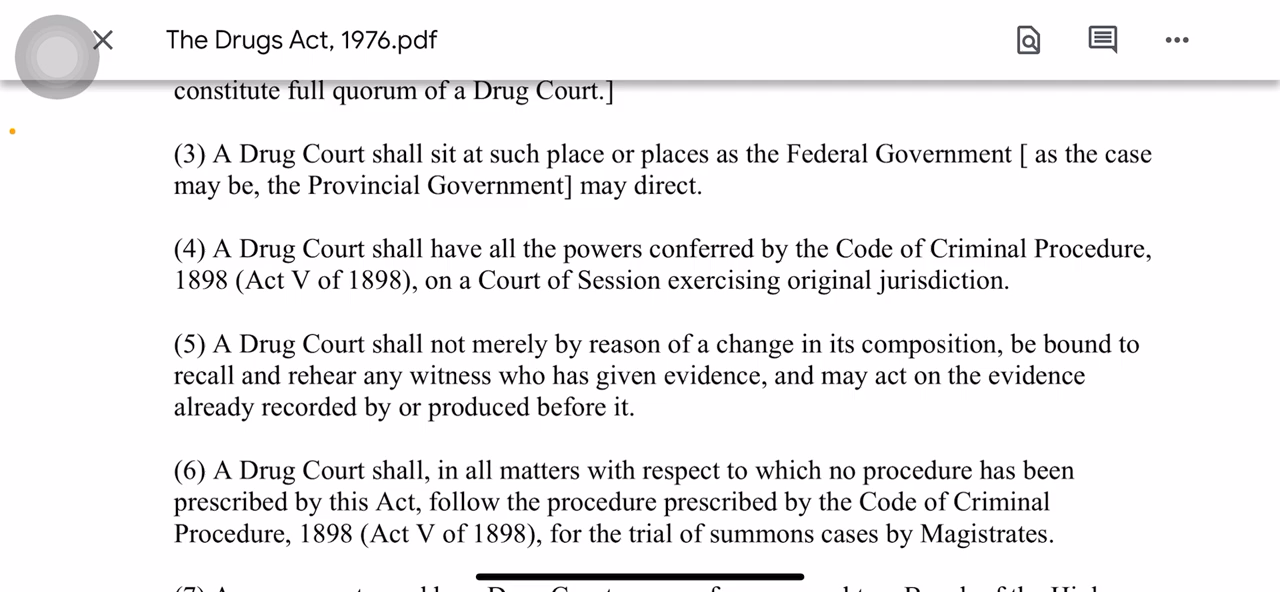 The Drugs Act, 1976.pdf
constitute full quorum of a Drug Court.]
(3) A Drug Court shall sit at such place or places as the Federal Government [ as the case
may be, the Provincial Government] may direct.
(4) A Drug Court shall have all the powers conferred by the Code of Criminal Procedure,
1898 (Act V of 1898), on a Court of Session exercising original jurisdiction.
(5) A Drug Court shall not merely by reason of a change in its composition, be bound to
recall and rehear any witness who has given evidence, and may act on the evidence
already recorded by or produced before it.
(6) A Drug Court shall, in all matters with respect to which no procedure has been
prescribed by this Act, follow the procedure prescribed by the Code of Criminal
Procedure, 1898 (Act V of 1898), for the trial of summons cases by Magistrates.